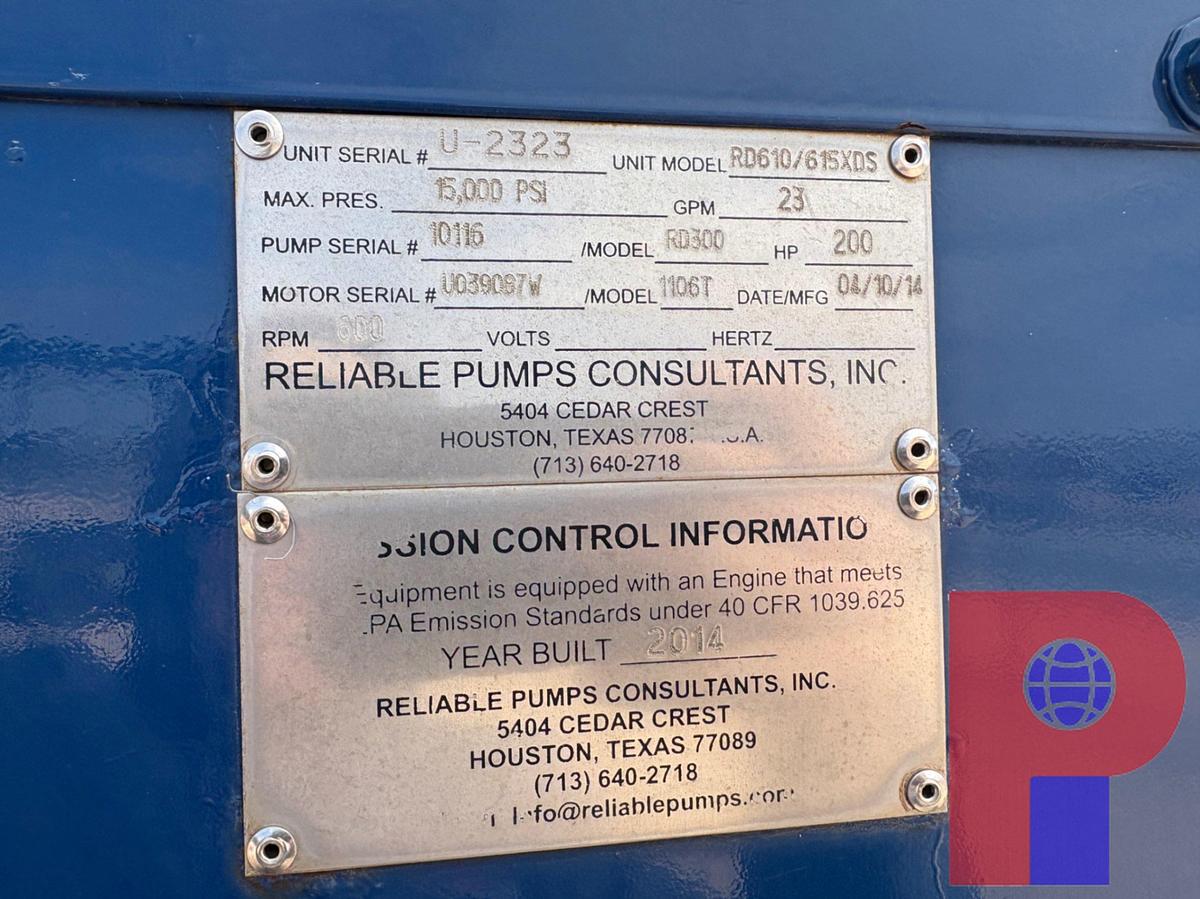 UNIT SERIAL # U-2323 UNIT MODEL RD610/615XDS
MAX. PRES. 15,000 PSI GPM 23
PUMP SERIAL # 10116 /MODEL RD300 HP 200
MOTOR SERIAL # U039087W /MODEL 1106T DATE/MFG 04/10/14
RPM VOLTS HERTZ
RELIABLE PUMPS CONSULTANTS, INC.
5404 CEDAR CREST
HOUSTON, TEXAS
(713) 640-2718
CONTROL
Equipment is equipped with an Engine that meets
Emission Standards under 40 CFR 1039.625
YEAR BUILT 2014
RELIABLE PUMPS CONSULTANTS, INC.
5404 CEDAR CREST
HOUSTON, TEXAS 77089
(713) 640-2718